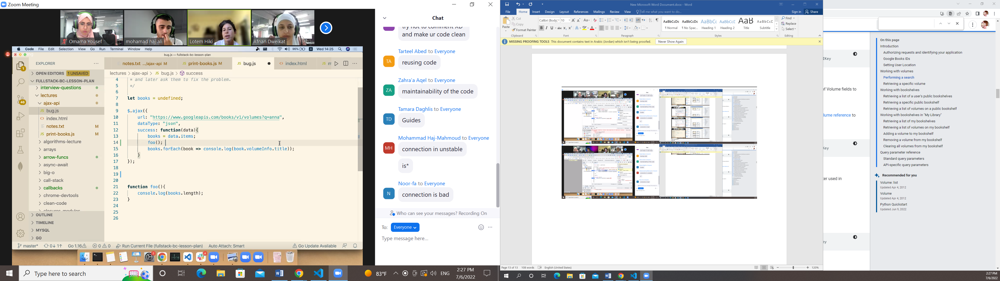 Zoom Meeting
Omama Yousef
mohamad haj ali
Lotem Hiki
Afnan Dweikat
Code File Edit Selection View Go Run Terminal Window Help
96% Wed 14:25
bug.js — fullstack-bc-lesson-plan
EXPLORER
notes.txt .../ajax-api M
print-books.js M
JS bug.js
<> index.html
OPEN EDITORS 1 UNSAVED
lectures > ajax-api > JS bug.js > success
FULLSTACK-BC-LESSON-PLAN
interview-questions
lectures
ajax-api
JS bug.js
<> index.html
notes.txt M
JS print-books.js M
algorithms-lecture
arrays
arrow-funcs
async-await
big-o
call-stack
callbacks
chrome-devtools
clean-code
closures-modules
OUTLINE
TIMELINE
MYSQL
GO
4 * and later ask them to fix the problem.
5 */
6
7 let books = undefined;
8
9 $.ajax({
10 url: "https://www.googleapis.com/books/v1/volumes?q=anna",
11 dataType: "json",
12 success: function(data){
13 books = data.items;
14 foo();
15 books.forEach(book => console.log(book.volumeInfo.title));
16 }
17 });
18
19
20
21 function foo(){
22 console.log(books.length);
23 }
24
25
26
master* 0↓ 1↑ Go 1.16 0 0 Run Current File (fullstack-bc-lesson-plan) Auto Attach: Smart Go Update Available
Type here to search
83°F
ENG
2:27 PM
7/6/2022
Chat
try not to comment XD
and make ur code clean
Tarteel Abed to Everyone
TA
reusing code
Zahra'a Aqel to Everyone
ZA
maintainability of the code
Tamara Daghlis to Everyone
TD
Guides
Mohammad Haj-Mahmoud to Everyone
MH
connection in unstable
is*
Noor-fa to Everyone
N
connection is bad
Who can see your messages? Recording On
To: Everyone
Type message here...
New Microsoft Word Document.docx - Word
File Home Insert Design Layout References Mailings Review View Tell me what you want to do...
Sign in Share
Paste
Cut
Copy
Format Painter
Clipboard
Calibri (Body) 10
Font
Paragraph
AaBbCcDc AaBbCcDc AaBbCc AaBbCcE AaB AaBbCcD
¶ Normal ¶ No Spac... Heading 1 Heading 2 Title Subtitle
Styles
Find
Replace
Select
Editing
MISSING PROOFING TOOLS This document contains text in Arabic (Jordan) which isn't being proofed. Never Show Again
Page 13 of 13 108 words English (United States)
120%
of Volume fields to
lume reference to
ter used in
On this page
Introduction
Authorizing requests and identifying your application
Google Books IDs
Setting User Location
Working with volumes
Performing a search
Retrieving a specific volume
Working with bookshelves
Retrieving a list of a user's public bookshelves
Retrieving a specific public bookshelf
Retrieving a list of volumes on a public bookshelf
Working with bookshelves in "My Library"
Retrieving a list of my bookshelves
Retrieving a list of volumes on my bookshelf
Adding a volume to my bookshelf
Removing a volume from my bookshelf
Clearing all volumes from my bookshelf
Query parameter reference
Standard query parameters
API-specific query parameters
Recommended for you
Volume: list
Updated Apr 4, 2012
Volume
Updated Apr 4, 2012
Python Quickstart
Updated Jun 9, 2022
2:27 PM
7/6/2022